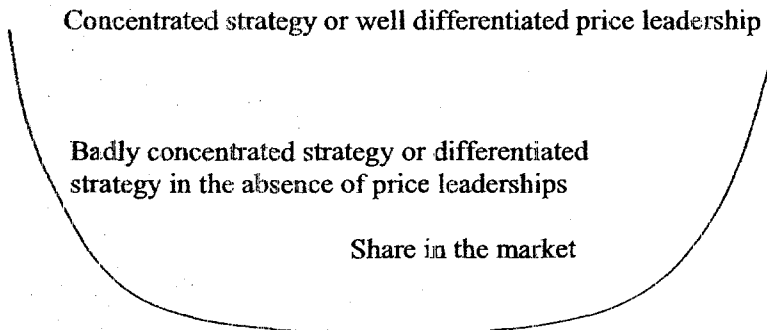 Concentrated strategy or well differentiated price leadership
Badly concentrated strategy or differentiated
strategy in the absence of price leaderships
Share in the market